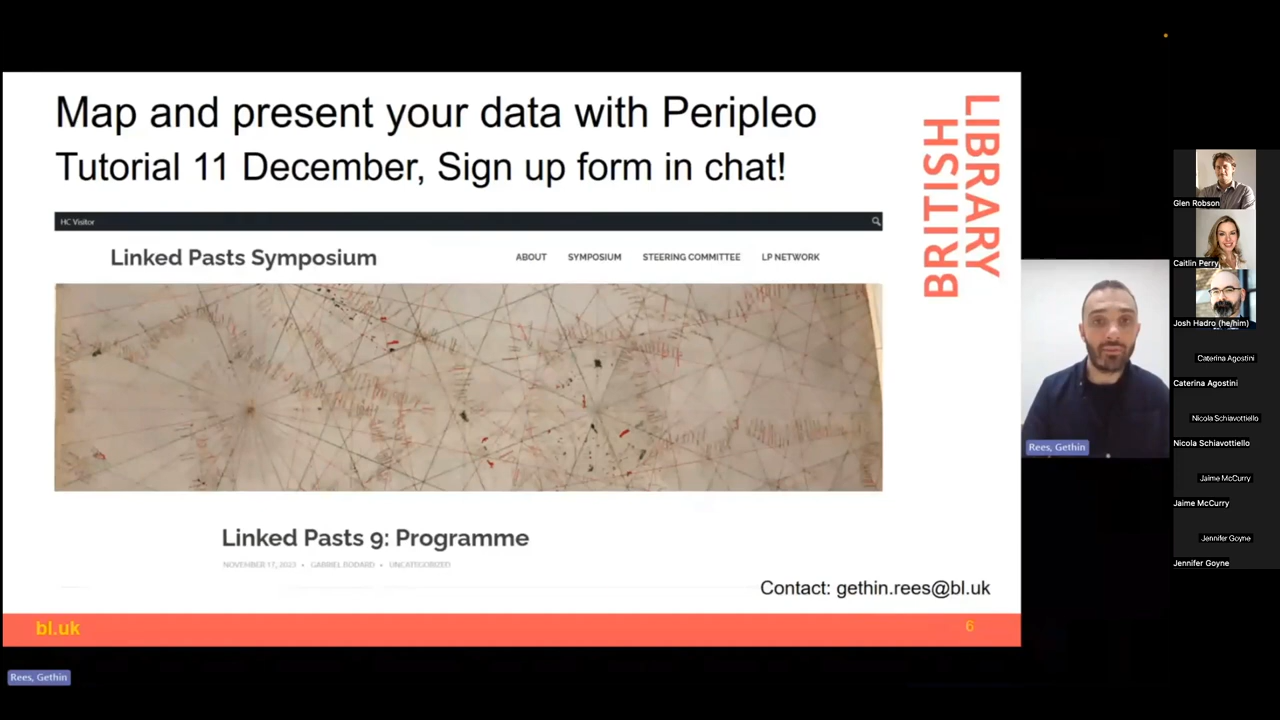 Map and present your data with Peripleo
Tutorial 11 December, Sign up form in chat!
BRITISH
LIBRARY
HC Visitor
Linked Pasts Symposium
ABOUT SYMPOSIUM STEERING COMMITTEE LP NETWORK
Linked Pasts 9: Programme
NOVEMBER 17, 2023 • GABRIEL BODARD • UNCATEGORIZED
Contact: gethin.rees@bl.uk
bl.uk
6
Rees, Gethin
Rees, Gethin
Glen Robson
Caitlin Perry
Josh Hadro (he/him)
Caterina Agostini
Caterina Agostini
Nicola Schiavottiello
Nicola Schiavottiello
Jaime McCurry
Jaime McCurry
Jennifer Goyne
Jennifer Goyne